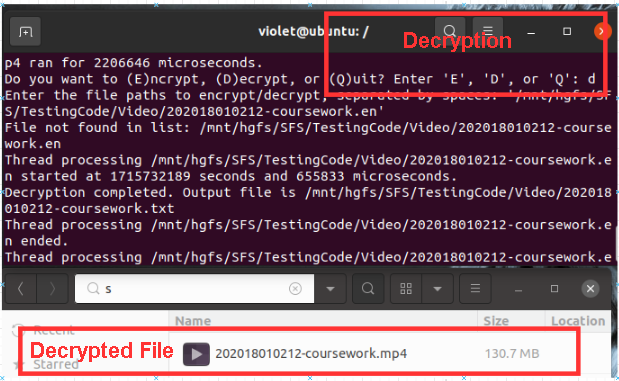 violet@ubuntu: /
Decryption
p4 ran for 2206646 microseconds.
Do you want to (E)ncrypt, (D)ecrypt, or (Q)uit? Enter 'E', 'D', or 'Q': d
Enter the file paths to encrypt/decrypt, separated by spaces: '/mnt/hgfs/SF
S/TestingCode/Video/202018010212-coursework.en'
File not found in list: /mnt/hgfs/SFS/TestingCode/Video/202018010212-course
work.en
Thread processing /mnt/hgfs/SFS/TestingCode/Video/202018010212-coursework.e
n started at 1715732189 seconds and 655833 microseconds.
Decryption completed. Output file is /mnt/hgfs/SFS/TestingCode/Video/202018
010212-coursework.txt
Thread processing /mnt/hgfs/SFS/TestingCode/Video/202018010212-coursework.e
n ended.
Thread processing /mnt/hgfs/SFS/TestingCode/Video/202018010212-coursework.e
s
Name Size Location
Recent
Decrypted File 202018010212-coursework.mp4 130.7 MB
Starred